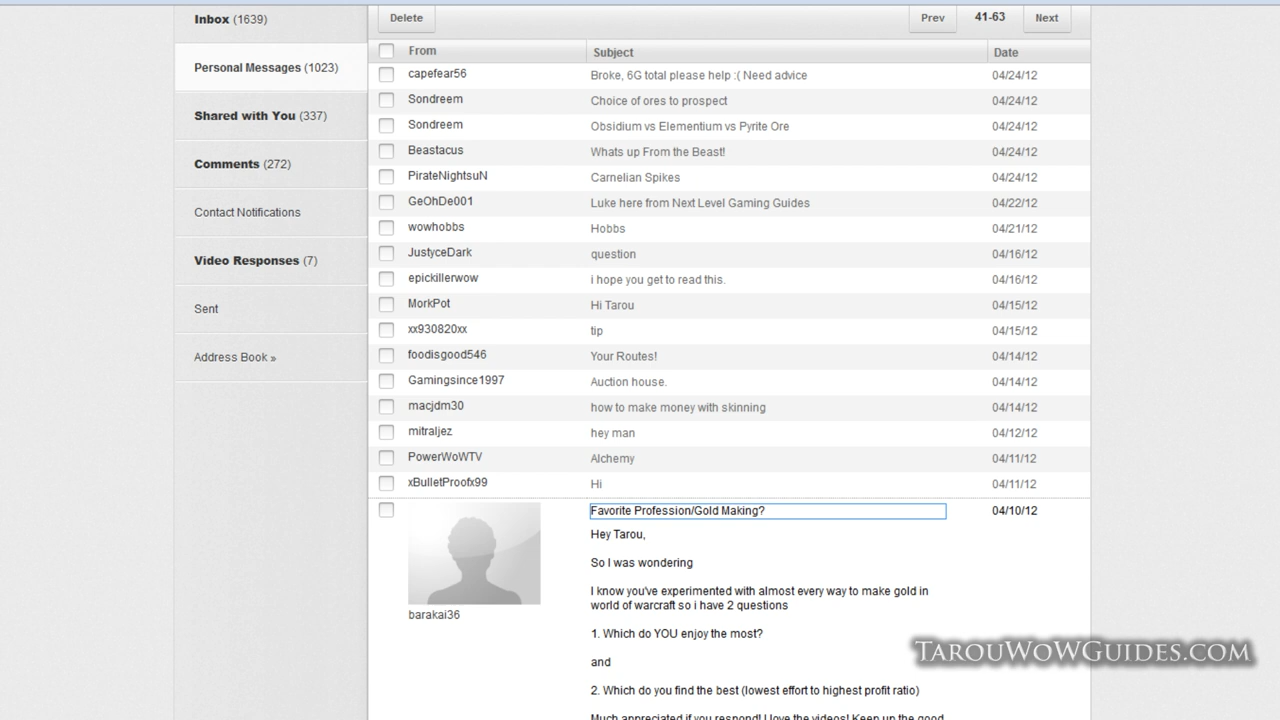 Inbox (1639)
Personal Messages (1023)
Shared with You (337)
Comments (272)
Contact Notifications
Video Responses (7)
Sent
Address Book »
Delete
Prev 41-63 Next
From Subject Date
capefear56 Broke, 6G total please help :( Need advice 04/24/12
Sondreem Choice of ores to prospect 04/24/12
Sondreem Obsidium vs Elementium vs Pyrite Ore 04/24/12
Beastacus Whats up From the Beast! 04/24/12
PirateNightsuN Carnelian Spikes 04/24/12
GeOhDe001 Luke here from Next Level Gaming Guides 04/22/12
wowhobbs Hobbs 04/21/12
JustyceDark question 04/16/12
epickillerwow i hope you get to read this. 04/16/12
MorkPot Hi Tarou 04/15/12
xx930820xx tip 04/15/12
foodisgood546 Your Routes! 04/14/12
Gamingsince1997 Auction house. 04/14/12
macjdm30 how to make money with skinning 04/14/12
mitraljez hey man 04/12/12
PowerWoWTV Alchemy 04/11/12
xBulletProofx99 Hi 04/11/12
Favorite Profession/Gold Making? 04/10/12
barakai36
Hey Tarou,
So I was wondering
I know you've experimented with almost every way to make gold in
world of warcraft so i have 2 questions
1. Which do YOU enjoy the most?
and
2. Which do you find the best (lowest effort to highest profit ratio)
Much appreciated if you respond! I love the videos! Keep up the good
TarouWoWGuides.com